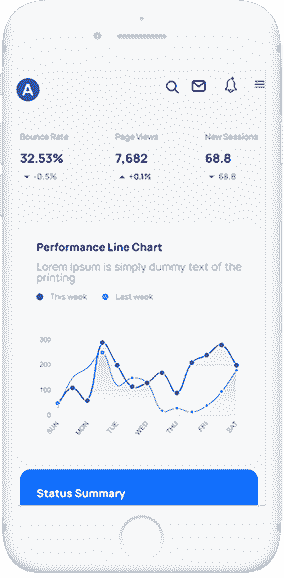 A
Bounce Rate Page Views New Sessions
32.53% 7,682 68.8
-0.5% +0.1% 68.8
Performance Line Chart
Lorem Ipsum is simply dummy text of the
printing
This week Last week
300
200
100
0
SUN MON TUE WED THU FRI SAT
Status Summary